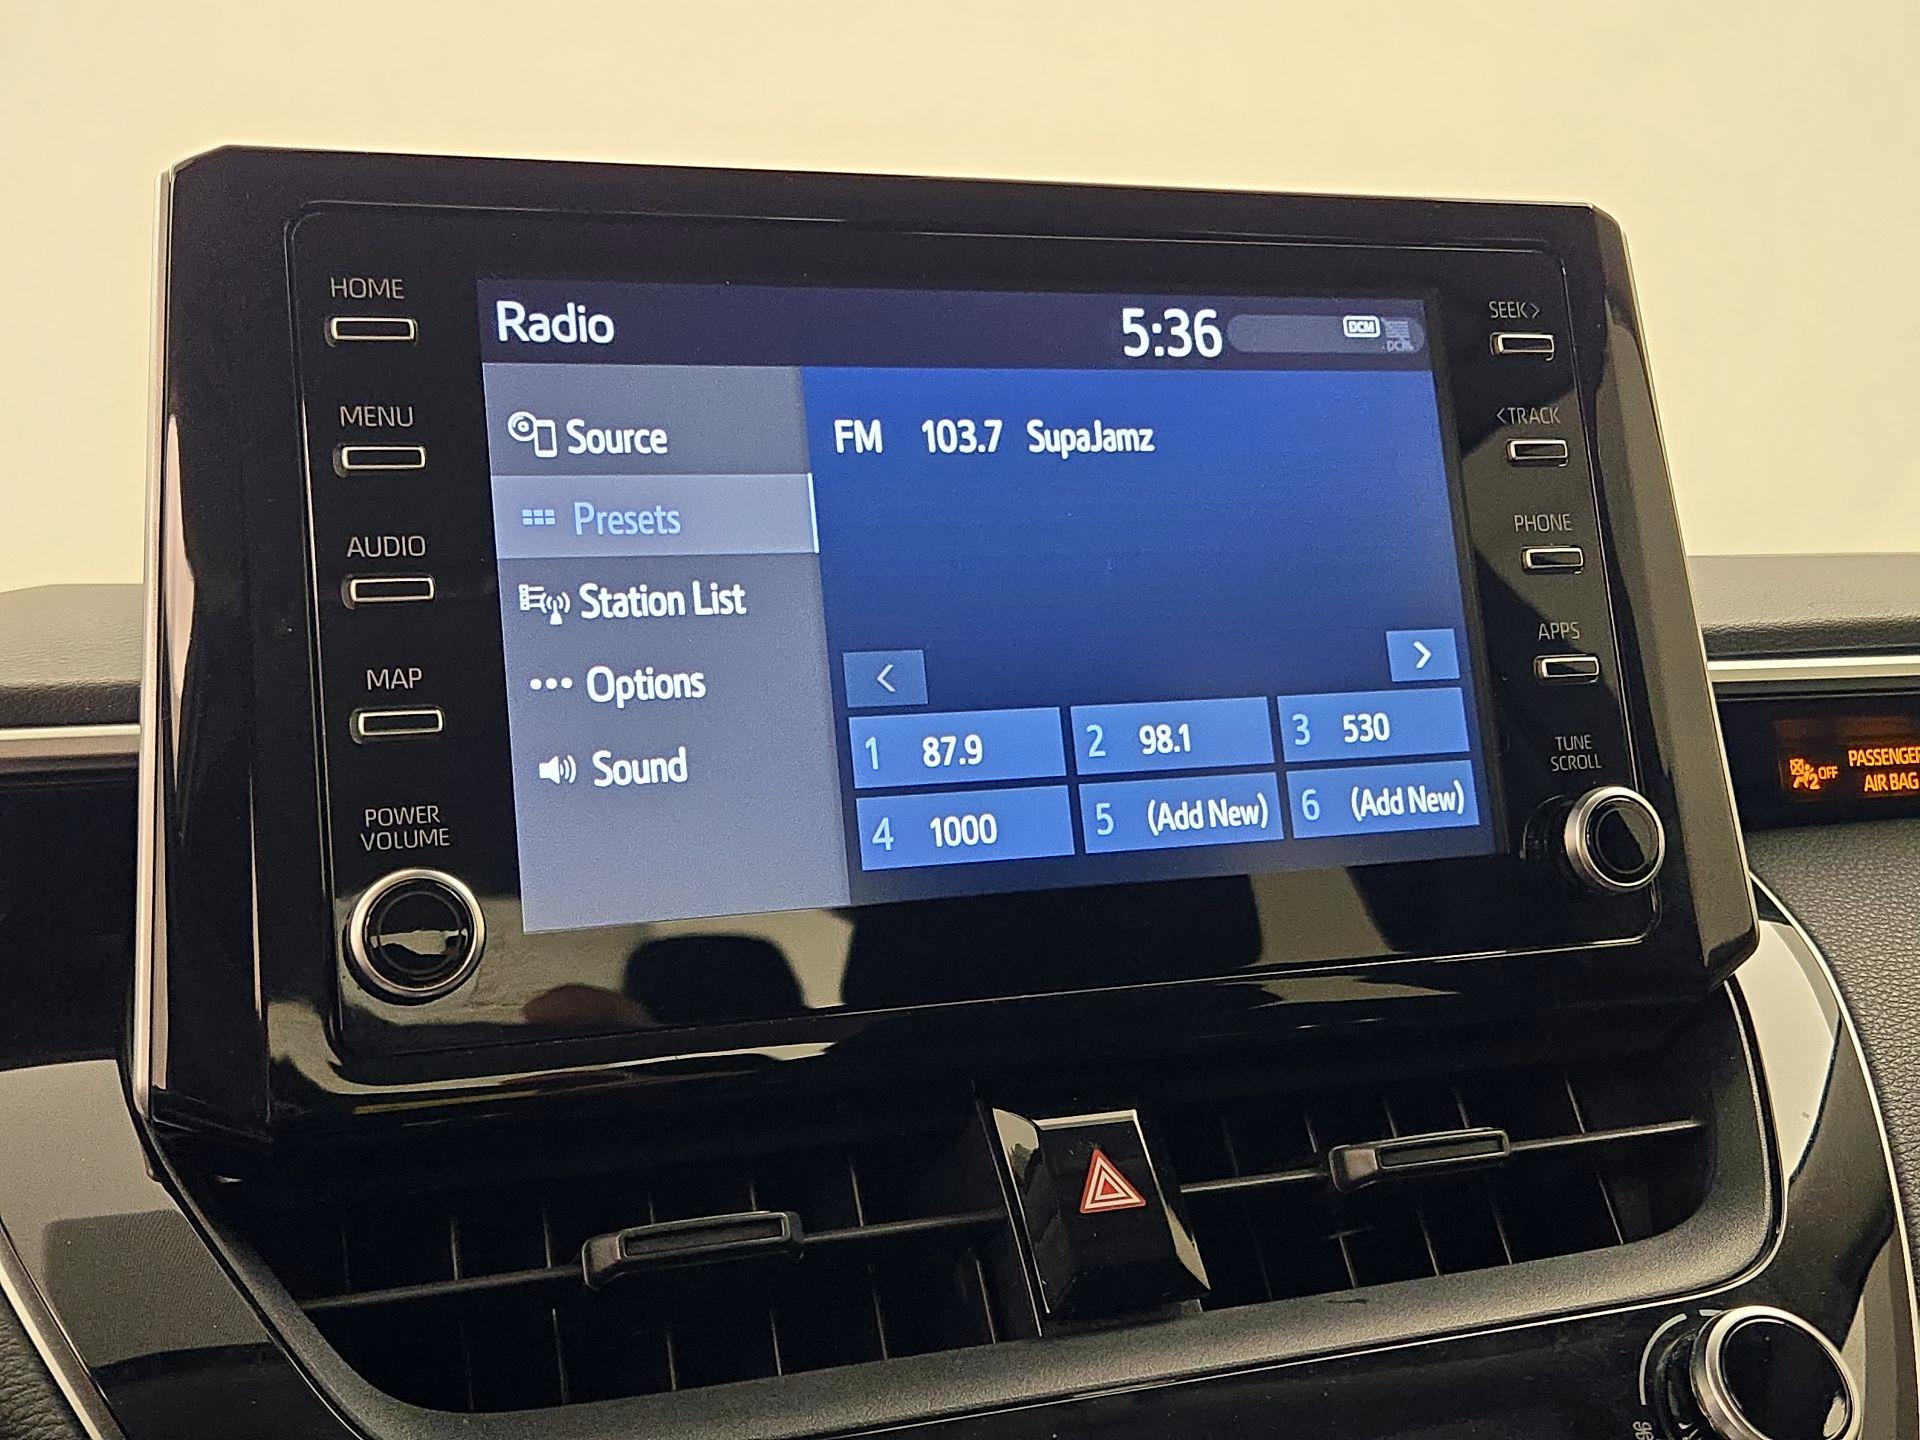 HOME
MENU
AUDIO
MAP
POWER
VOLUME
Radio
5:36
DCM
Source
Presets
Station List
Options
Sound
FM 103.7 SupaJamz
<
>
1 87.9
2 98.1
3 530
4 1000
5 (Add New)
6 (Add New)
SEEK>
<TRACK
PHONE
APPS
TUNE
SCROLL
2 OFF
PASSENGER
AIR BAG